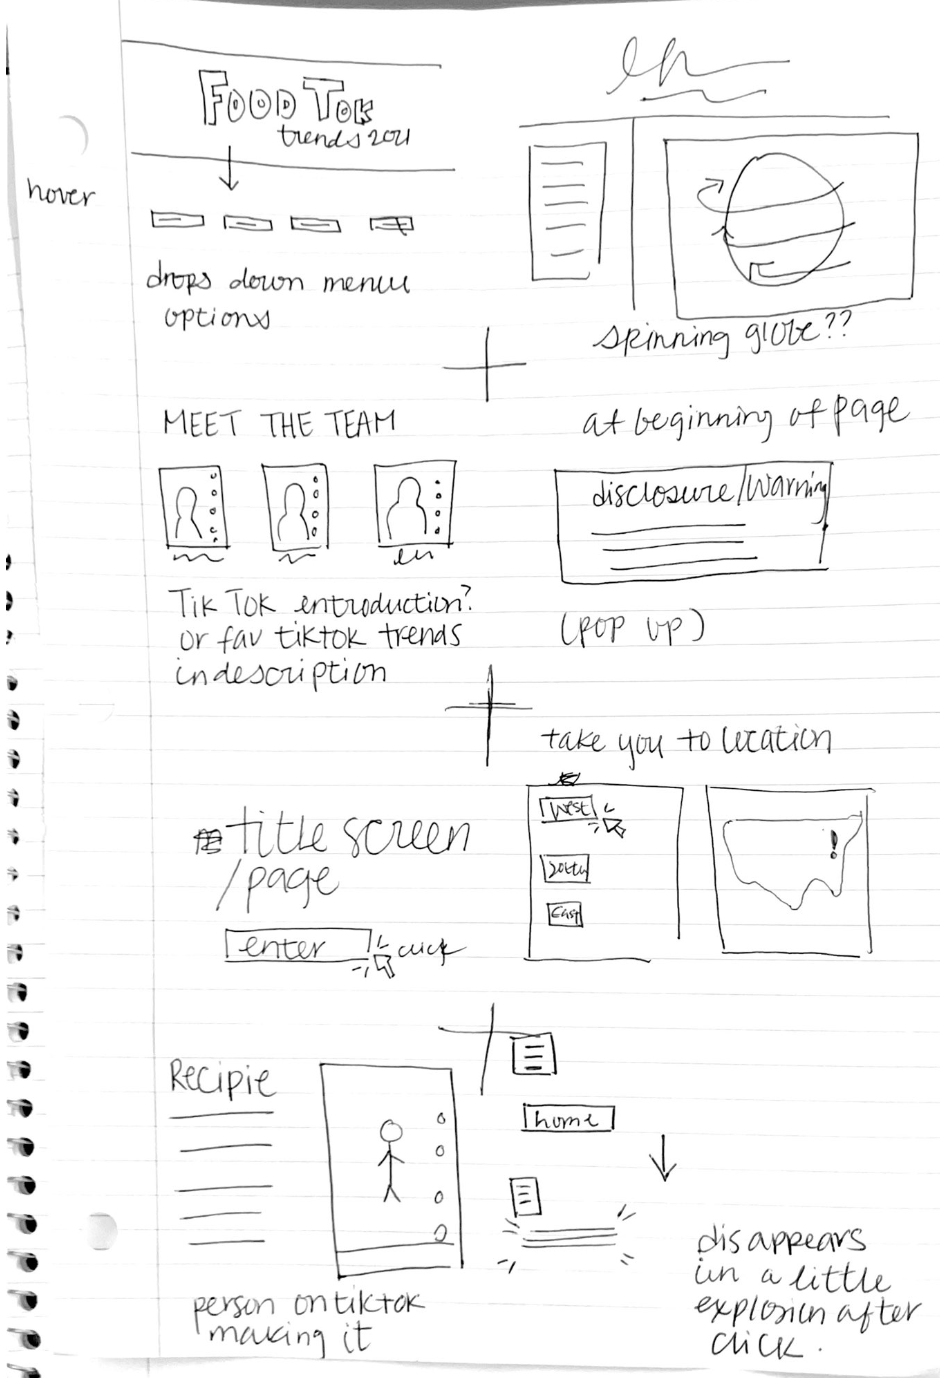 FOOD TOK
trends 2021
hover
drops down menu
options
spinning globe??
MEET THE TEAM
TikTok entroduction?
or fav tiktok trends
in description
at beginning of page
disclosure/warning
(pop up)
title screen
/page
enter
click
take you to location
West
South
East
Recipie
person on tiktok
making it
home
disappears
in a little
explosion after
click.